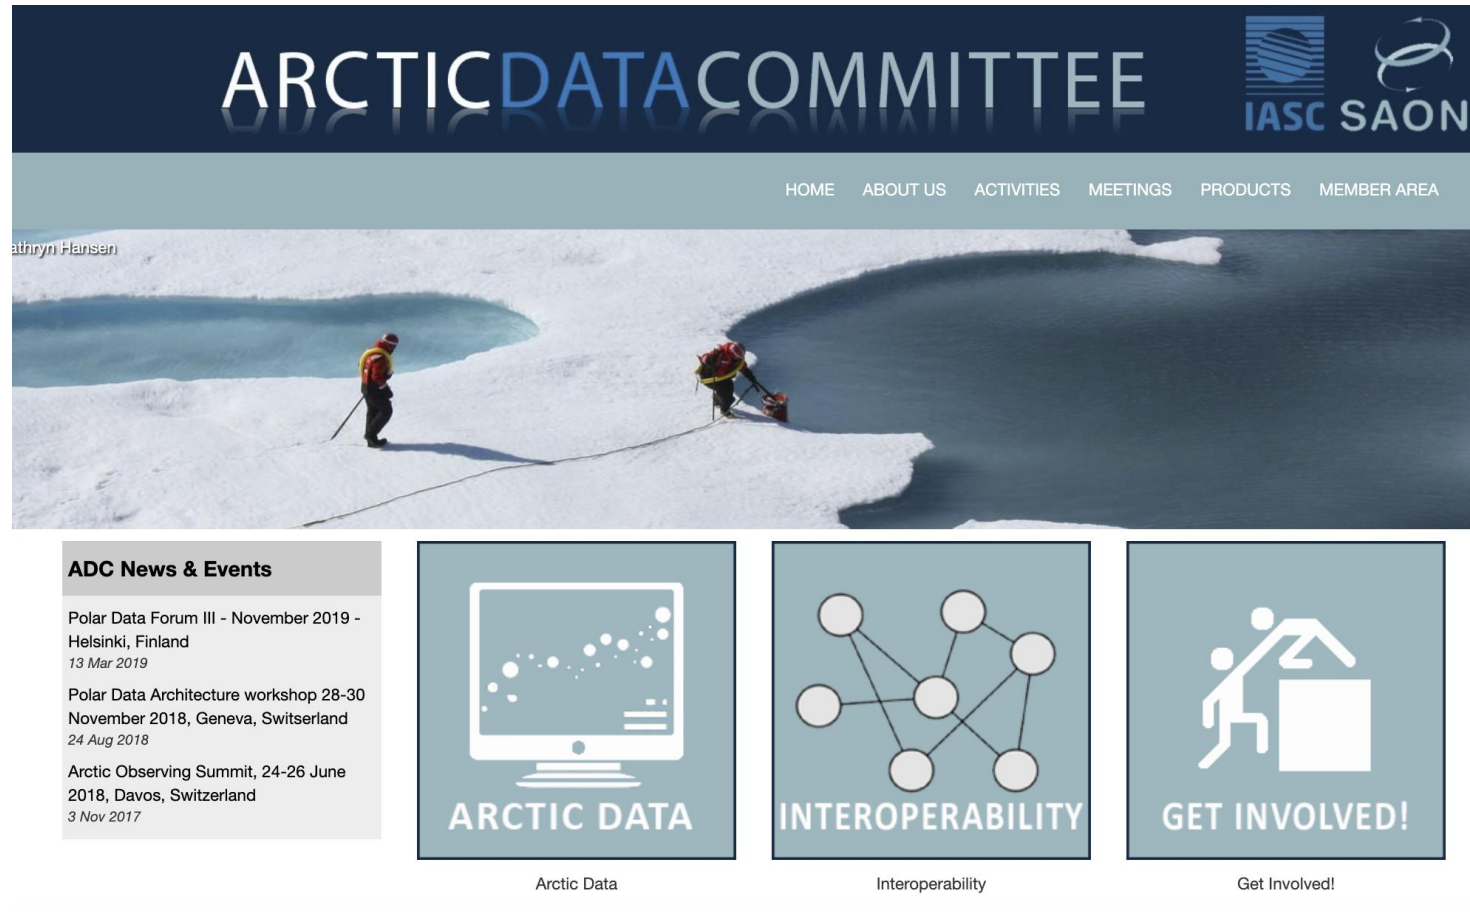 ARCTICDATACOMMITTEE
IASC SAON
HOME ABOUT US ACTIVITIES MEETINGS PRODUCTS MEMBER AREA
Hansen
ADC News & Events
Polar Data Forum III - November 2019 -
Helsinki, Finland
13 Mar 2019
Polar Data Architecture workshop 28-30
November 2018, Geneva, Switserland
24 Aug 2018
Arctic Observing Summit, 24-26 June
2018, Davos, Switzerland
3 Nov 2017
ARCTIC DATA
INTEROPERABILITY
GET INVOLVED!
Arctic Data
Interoperability
Get Involved!